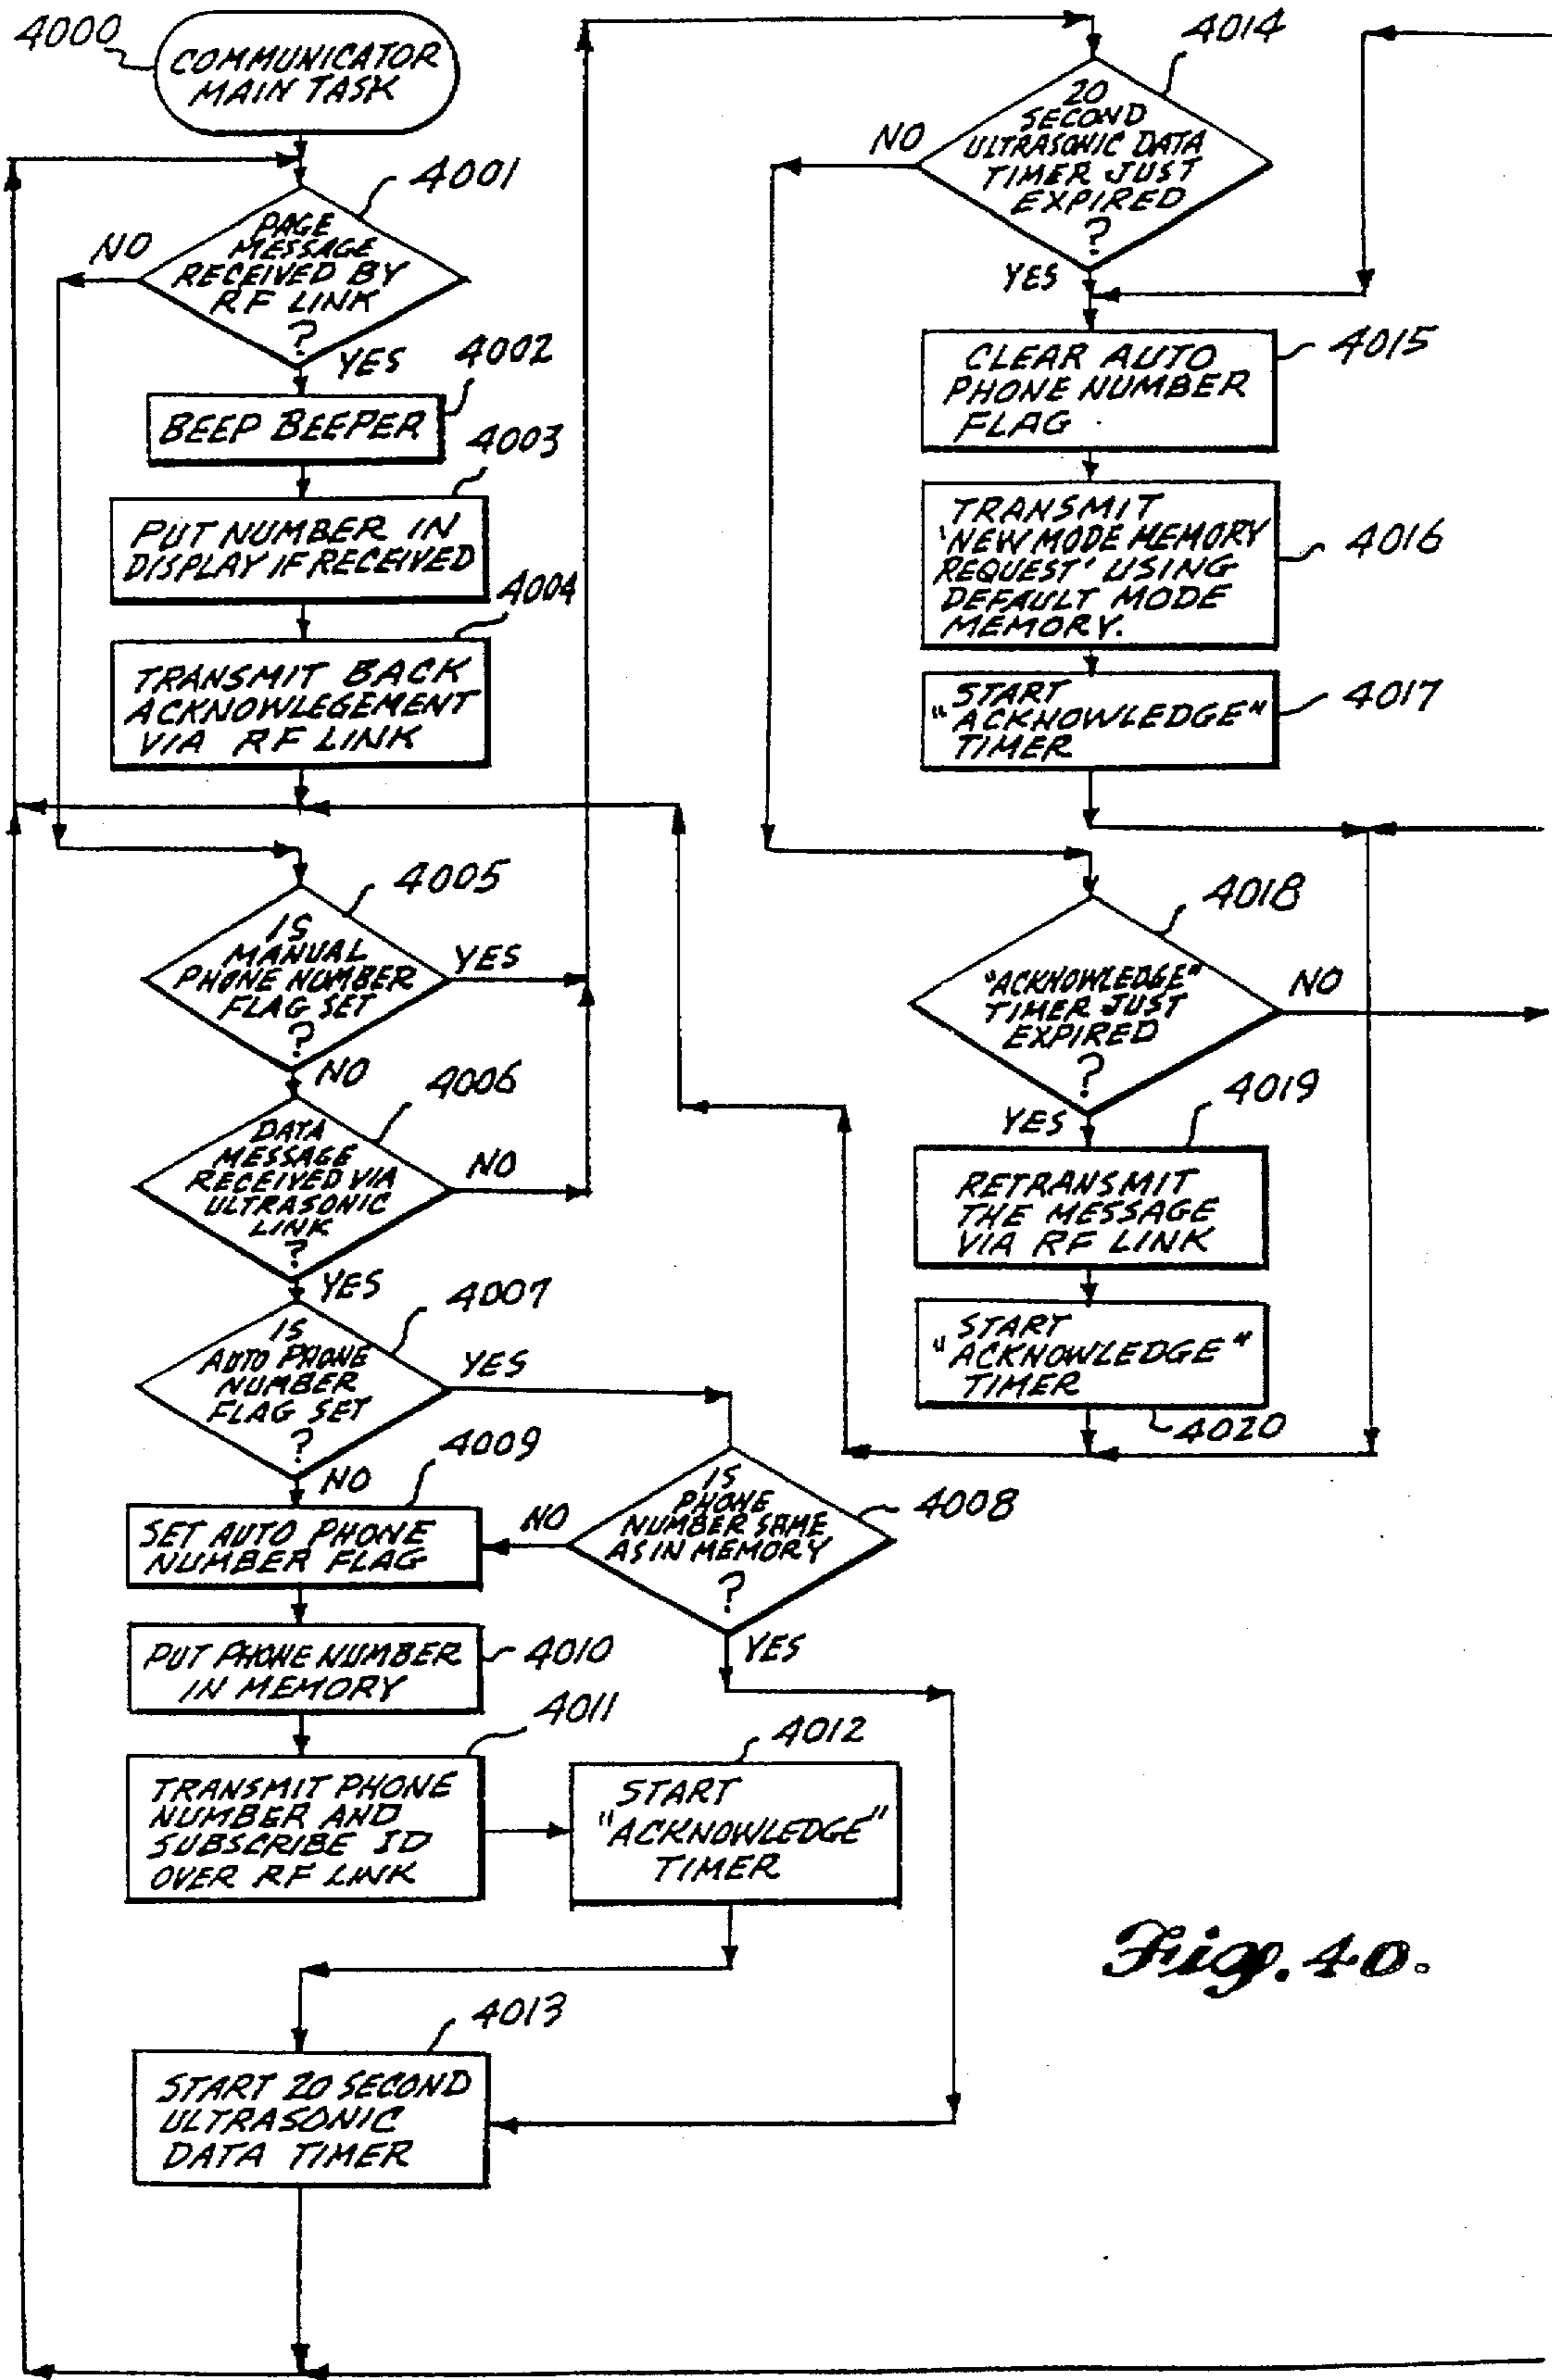 4000
COMMUNICATOR
MAIN TASK
4001
PAGE
MESSAGE
RECEIVED BY
RF LINK
?
NO
YES
4002
BEEP BEEPER
4003
PUT NUMBER IN
DISPLAY IF RECEIVED
4004
TRANSMIT BACK
ACKNOWLEGEMENT
VIA RF LINK
4005
IS
MANUAL
PHONE NUMBER
FLAG SET
?
YES
NO
4006
DATA
MESSAGE
RECEIVED VIA
ULTRASONIC
LINK
?
NO
YES
4007
IS
AUTO PHONE
NUMBER
FLAG SET
?
YES
NO
4008
IS
PHONE
NUMBER SAME
AS IN MEMORY
?
NO
YES
4009
SET AUTO PHONE
NUMBER FLAG
4010
PUT PHONE NUMBER
IN MEMORY
4011
TRANSMIT PHONE
NUMBER AND
SUBSCRIBE ID
OVER RF LINK
4012
START
"ACKNOWLEDGE"
TIMER
4013
START 20 SECOND
ULTRASONIC
DATA TIMER
4014
20
SECOND
ULTRASONIC DATA
TIMER JUST
EXPIRED
?
NO
YES
4015
CLEAR AUTO
PHONE NUMBER
FLAG
4016
TRANSMIT
'NEW MODE MEMORY
REQUEST' USING
DEFAULT MODE
MEMORY.
4017
START
"ACKHOWLEDGE"
TIMER
4018
"ACKNOWLEDGE"
TIMER JUST
EXPIRED
?
NO
YES
4019
RETRANSMIT
THE MESSAGE
VIA RF LINK
START
"ACKNOWLEDGE"
TIMER
4020
Fig. 40.